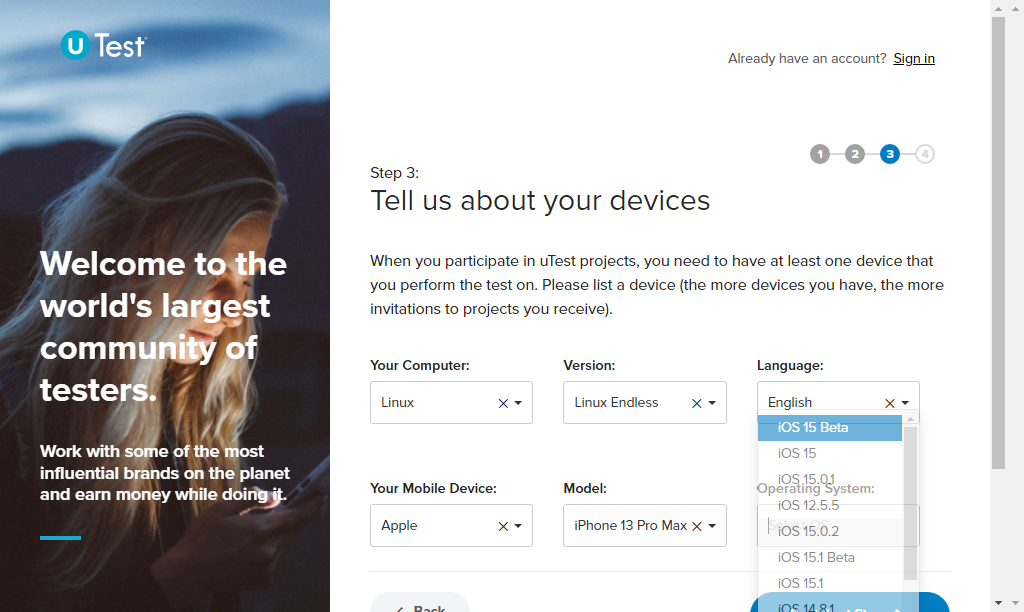 U Test
Already have an account? Sign in
1 2 3 4
Step 3:
Tell us about your devices
Welcome to the
world's largest
community of
testers.
Work with some of the most
influential brands on the planet
and earn money while doing it.
When you participate in uTest projects, you need to have at least one device that
you perform the test on. Please list a device (the more devices you have, the more
invitations to projects you receive).
Your Computer: Version: Language:
Linux Linux Endless English
Your Mobile Device: Model: Operating System:
Apple iPhone 13 Pro Max Select OS
iOS 15 Beta
iOS 15
iOS 15.0.1
iOS 12.5.5
iOS 15.0.2
iOS 15.1 Beta
iOS 15.1
iOS 14.8.1
Back